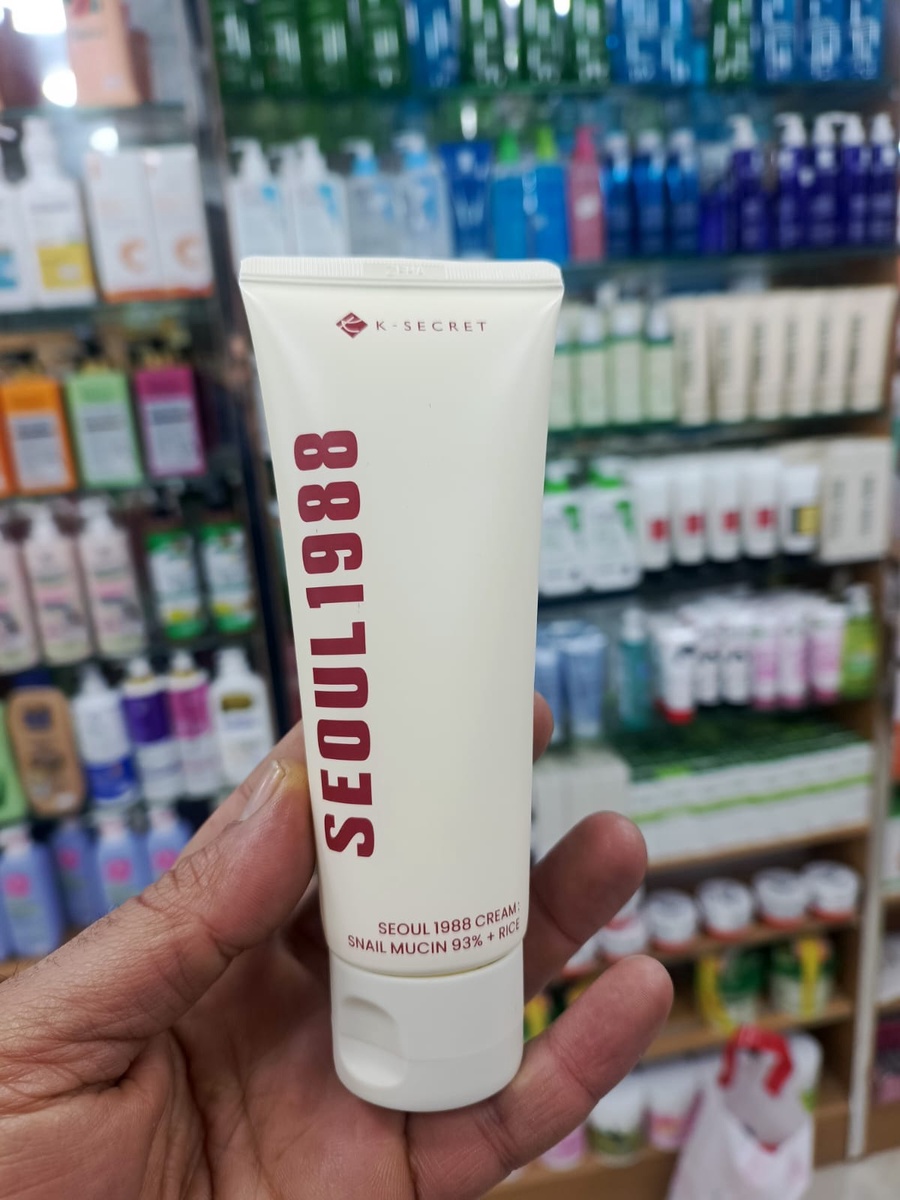 K-SECRET
SEOUL1988
SEOUL 1988 CREAM:
SNAIL MUCIN 93% + RICE